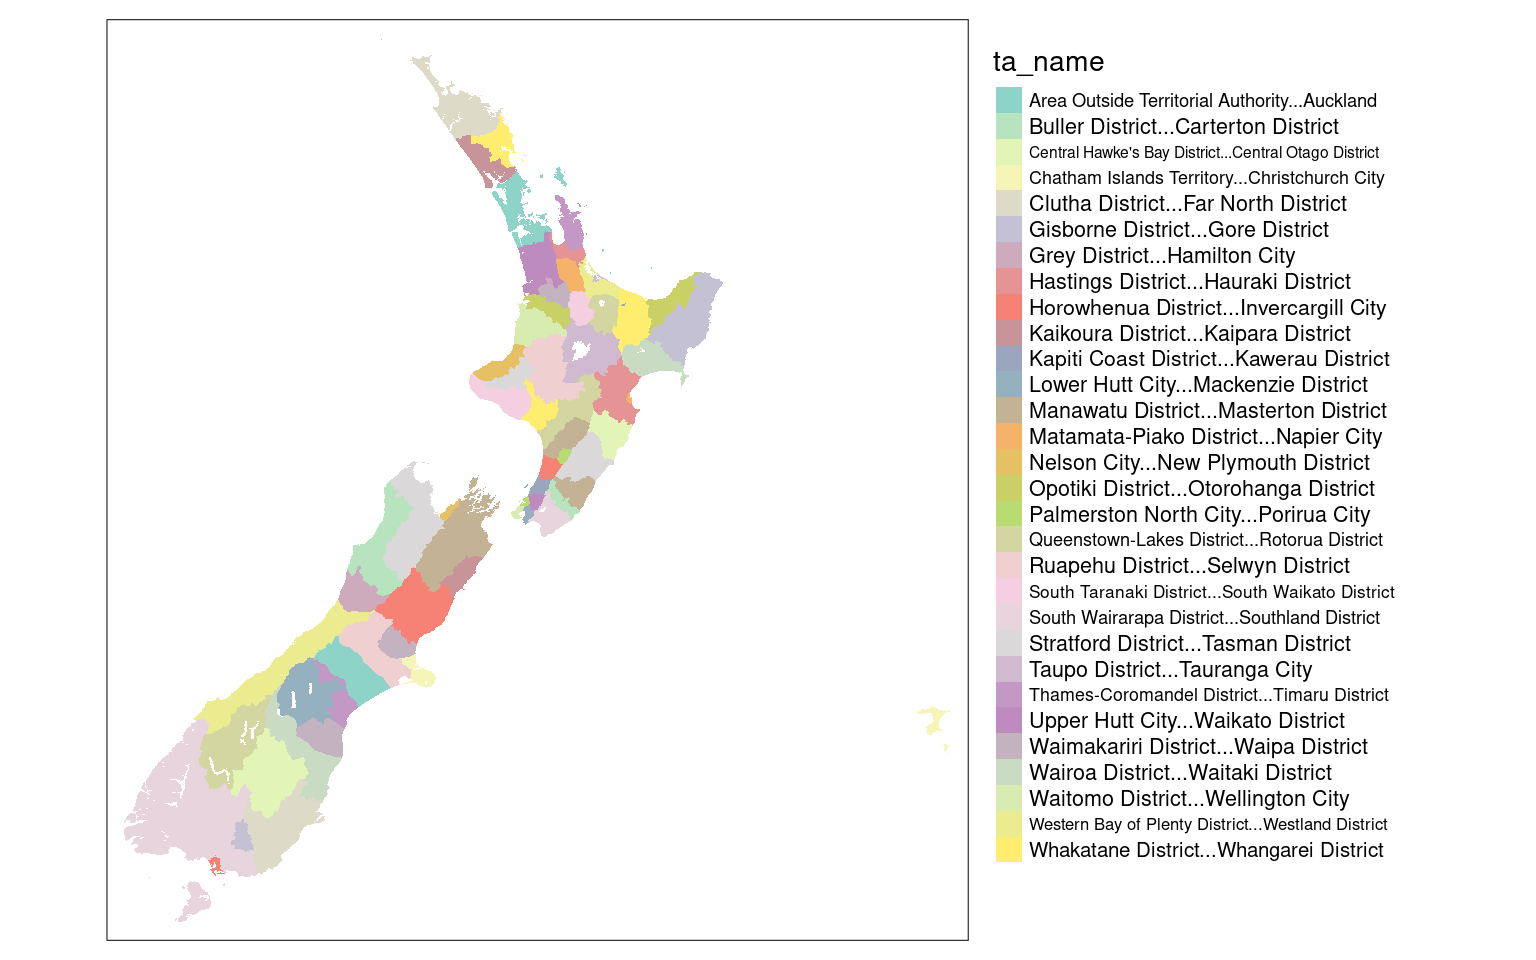 ta_name
Area Outside Territorial Authority...Auckland
Buller District...Carterton District
Central Hawke's Bay District...Central Otago District
Chatham Islands Territory...Christchurch City
Clutha District...Far North District
Gisborne District...Gore District
Grey District...Hamilton City
Hastings District...Hauraki District
Horowhenua District...Invercargill City
Kaikoura District...Kaipara District
Kapiti Coast District...Kawerau District
Lower Hutt City...Mackenzie District
Manawatu District...Masterton District
Matamata-Piako District...Napier City
Nelson City...New Plymouth District
Opotiki District...Otorohanga District
Palmerston North City...Porirua City
Queenstown-Lakes District...Rotorua District
Ruapehu District...Selwyn District
South Taranaki District...South Waikato District
South Wairarapa District...Southland District
Stratford District...Tasman District
Taupo District...Tauranga City
Thames-Coromandel District...Timaru District
Upper Hutt City...Waikato District
Waimakariri District...Waipa District
Wairoa District...Waitaki District
Waitomo District...Wellington City
Western Bay of Plenty District...Westland District
Whakatane District...Whangarei District